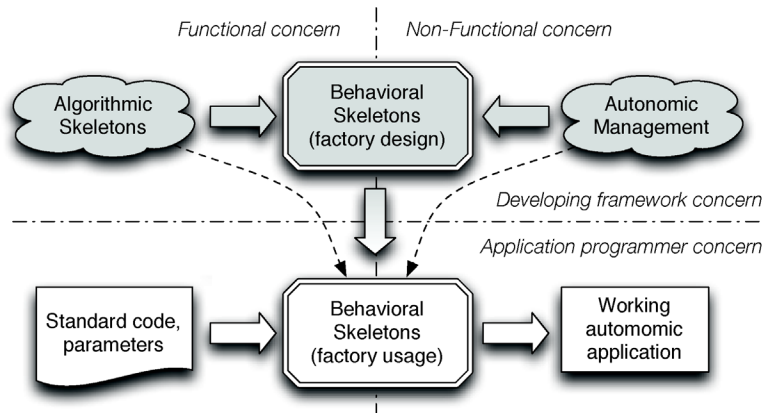 Functional concern
Non-Functional concern
Algorithmic
Skeletons
Behavioral
Skeletons
(factory design)
Autonomic
Management
Developing framework concern
Application programmer concern
Standard code,
parameters
Behavioral
Skeletons
(factory usage)
Working
automomic
application